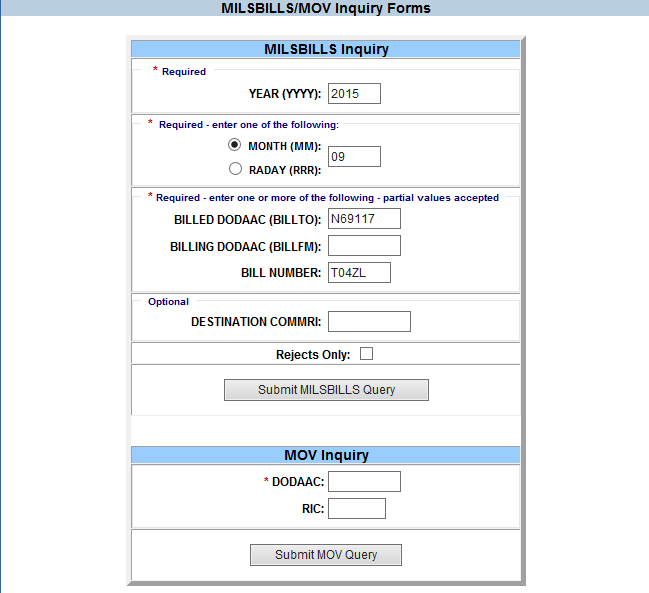 MILSBILLS/MOV Inquiry Forms
MILSBILLS Inquiry
* Required
YEAR (YYYY): 2015
* Required - enter one of the following:
MONTH (MM):
09
RADAY (RRR):
* Required - enter one or more of the following - partial values accepted
BILLED DODAAC (BILLTO): N69117
BILLING DODAAC (BILLFM):
BILL NUMBER: T04ZL
Optional
DESTINATION COMMRI:
Rejects Only:
Submit MILSBILLS Query
MOV Inquiry
* DODAAC:
RIC:
Submit MOV Query